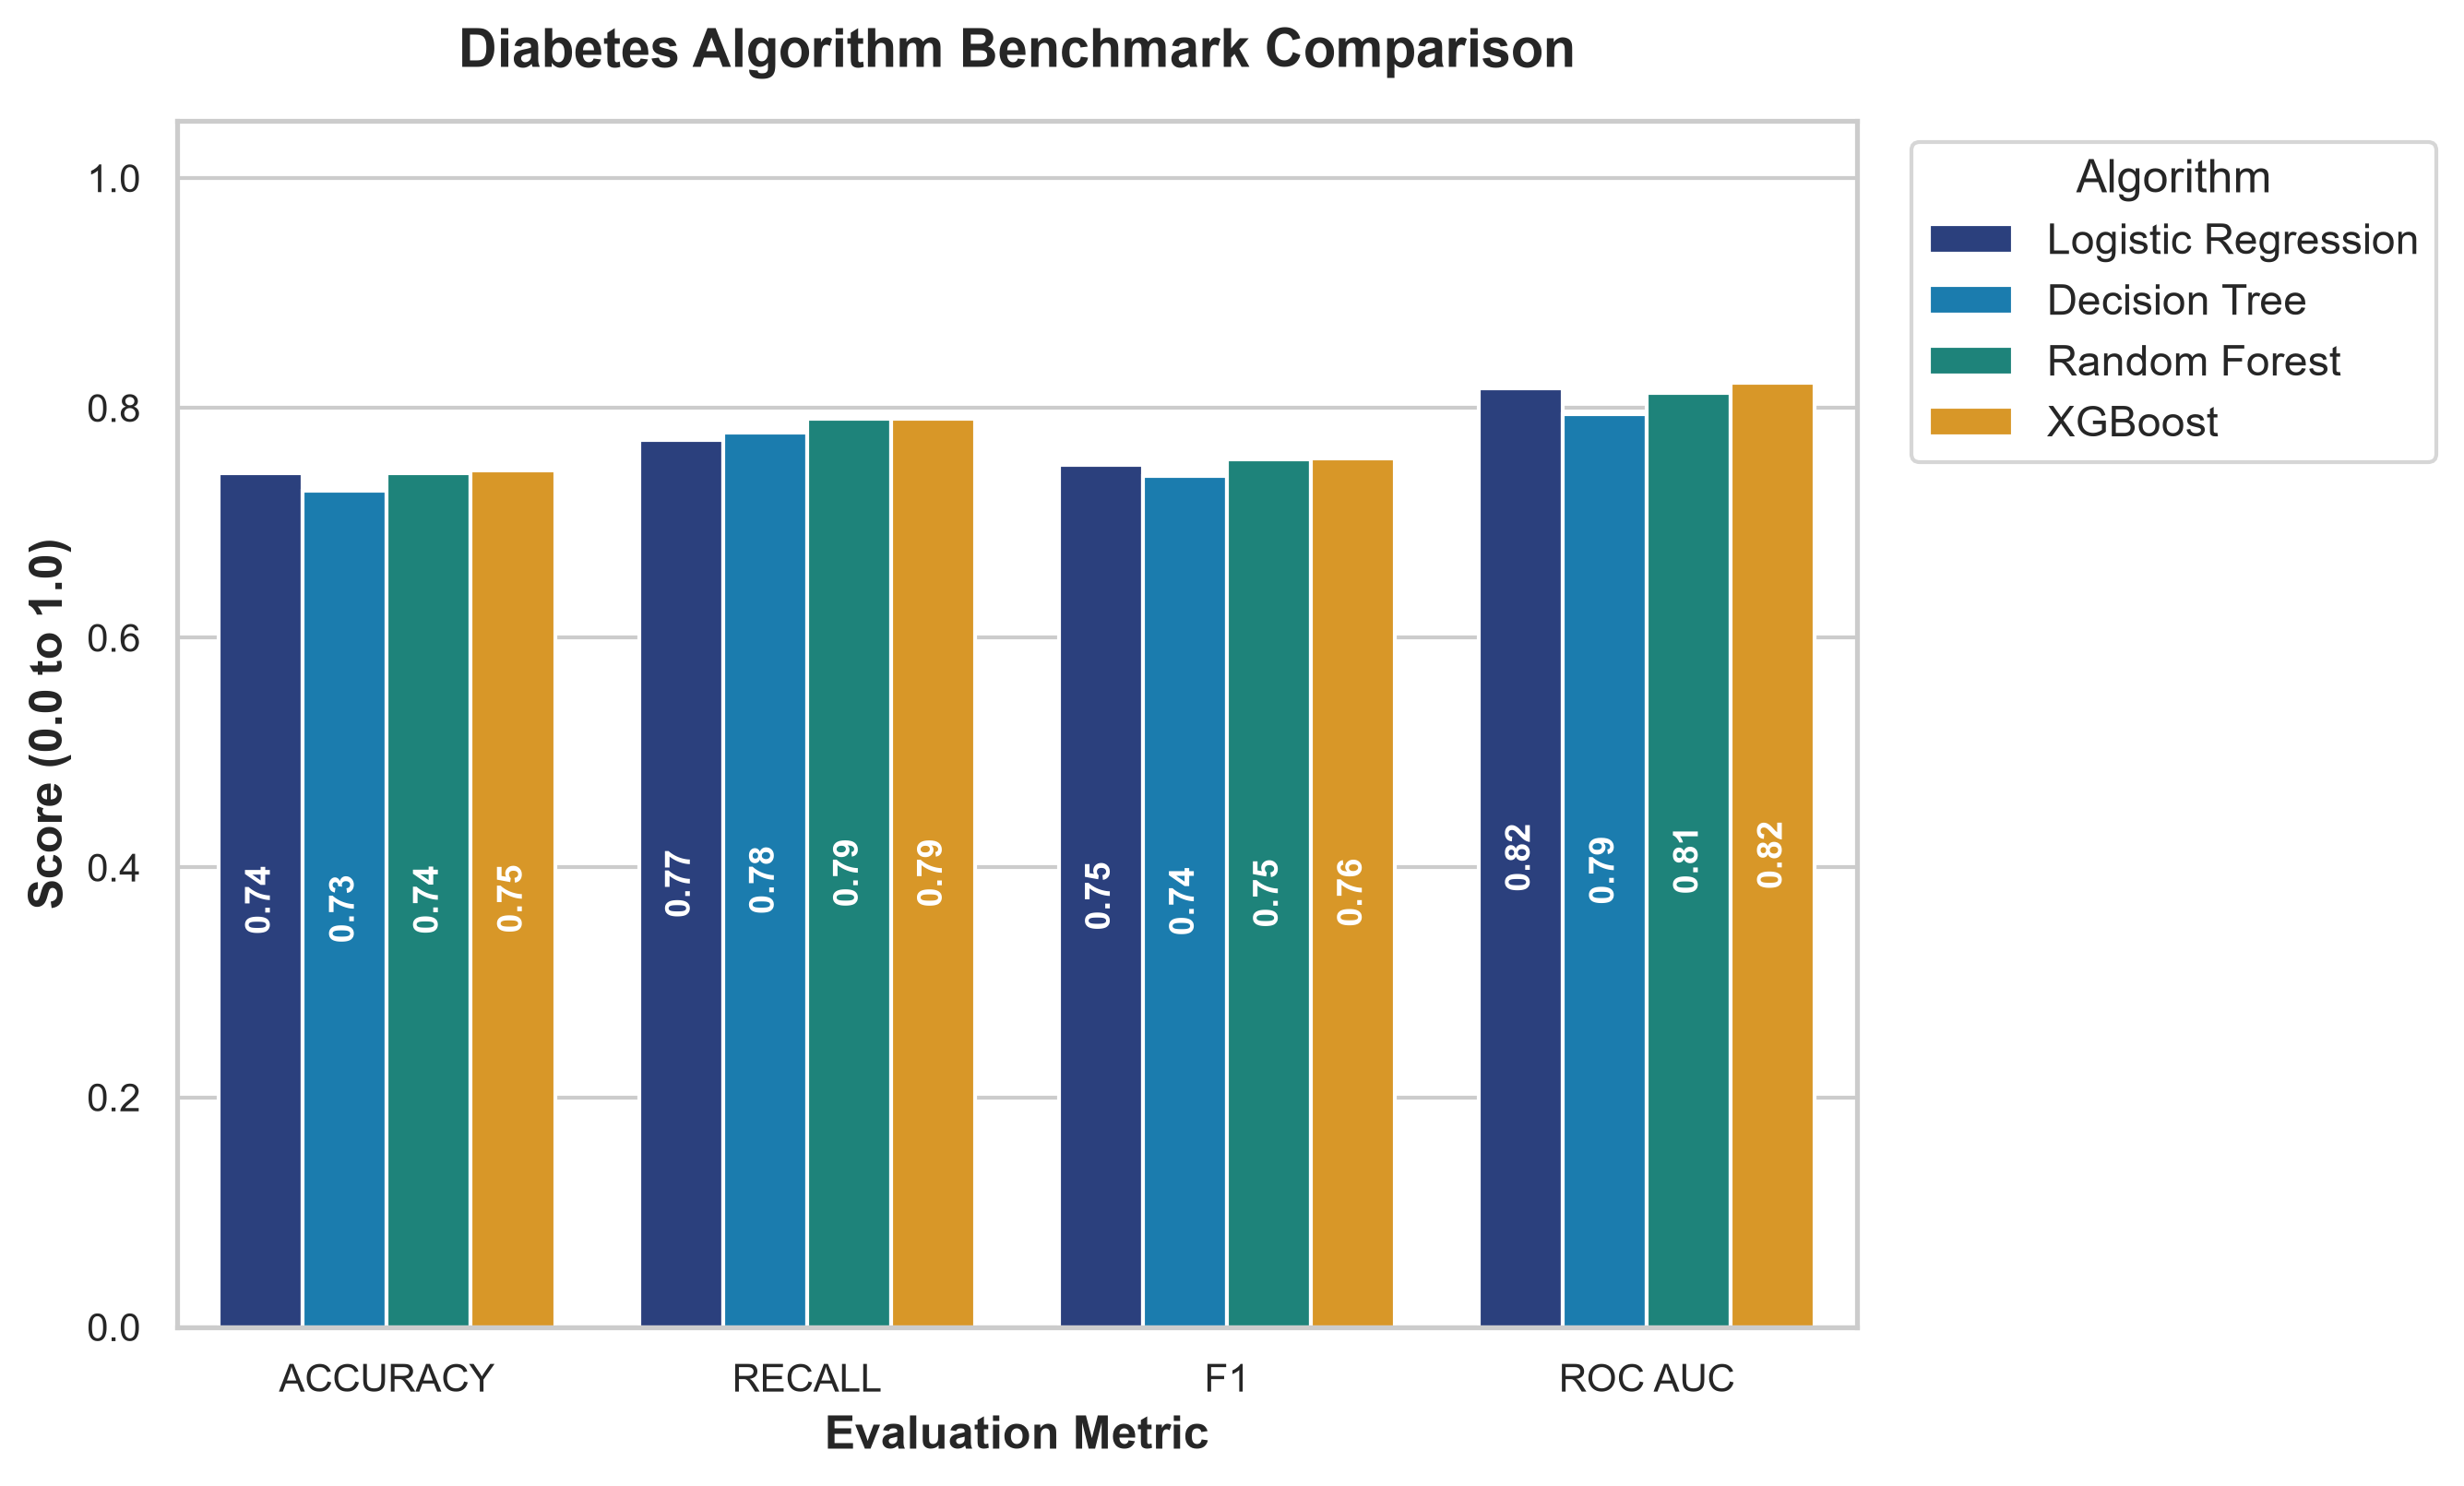 Diabetes Algorithm Benchmark Comparison
Score (0.0 to 1.0)
1.0
0.8
0.6
0.4
0.2
0.0
0.74
0.73
0.74
0.75
0.77
0.78
0.79
0.79
0.75
0.74
0.75
0.76
0.82
0.79
0.81
0.82
ACCURACY
RECALL
F1
ROC AUC
Evaluation Metric
Algorithm
Logistic Regression
Decision Tree
Random Forest
XGBoost